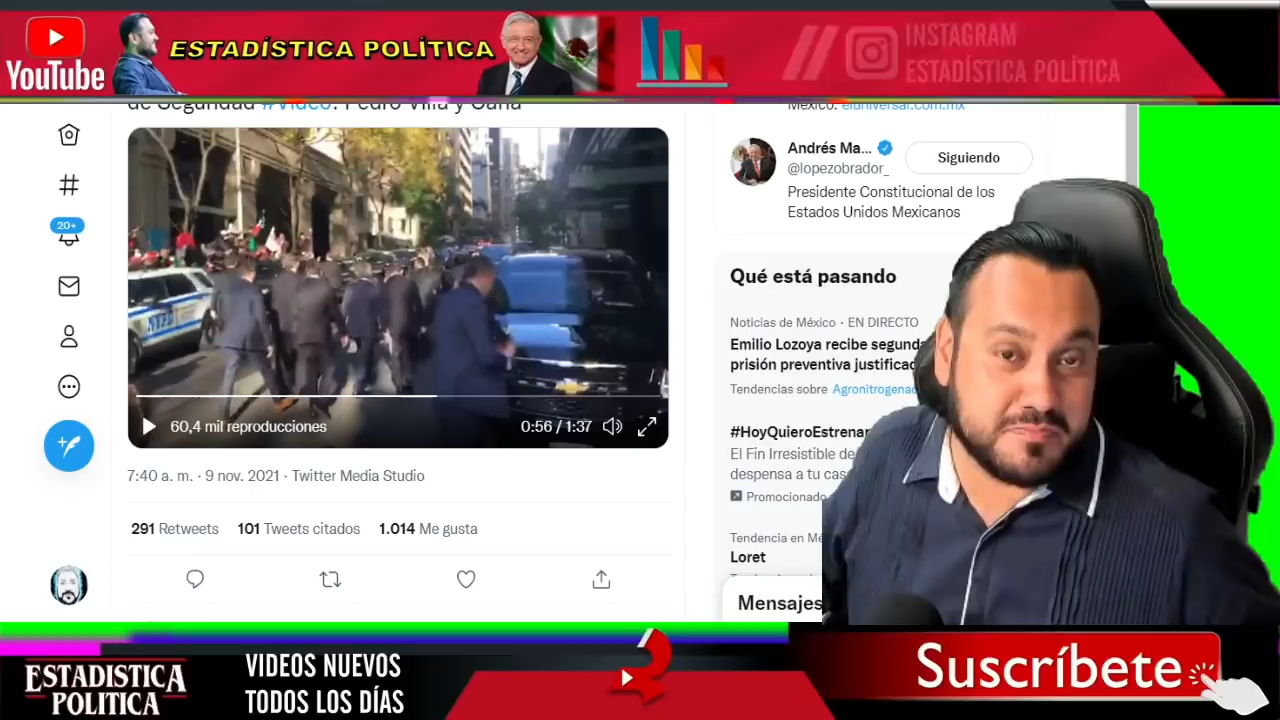 YouTube
ESTADÍSTICA POLÍTICA
INSTAGRAM
ESTADÍSTICA POLÍTICA
de Seguridad #Video: Pedro Villa y Caña
México. eluniversal.com.mx
Andrés Ma...
@lopezobrador_
Siguiendo
Presidente Constitucional de los
Estados Unidos Mexicanos
20+
NYPD
60,4 mil reproducciones
0:56 / 1:37
7:40 a. m. · 9 nov. 2021 · Twitter Media Studio
291 Retweets 101 Tweets citados 1.014 Me gusta
Qué está pasando
Noticias de México · EN DIRECTO
Emilio Lozoya recibe segunda
prisión preventiva justificad
Tendencias sobre Agronitrogenad
#HoyQuieroEstrenar
El Fin Irresistible de
despensa a tu cas
Promocionado
Tendencia en Mé
Loret
Mensajes
ESTADISTICA
POLÍTICA
VIDEOS NUEVOS
TODOS LOS DÍAS
Suscríbete